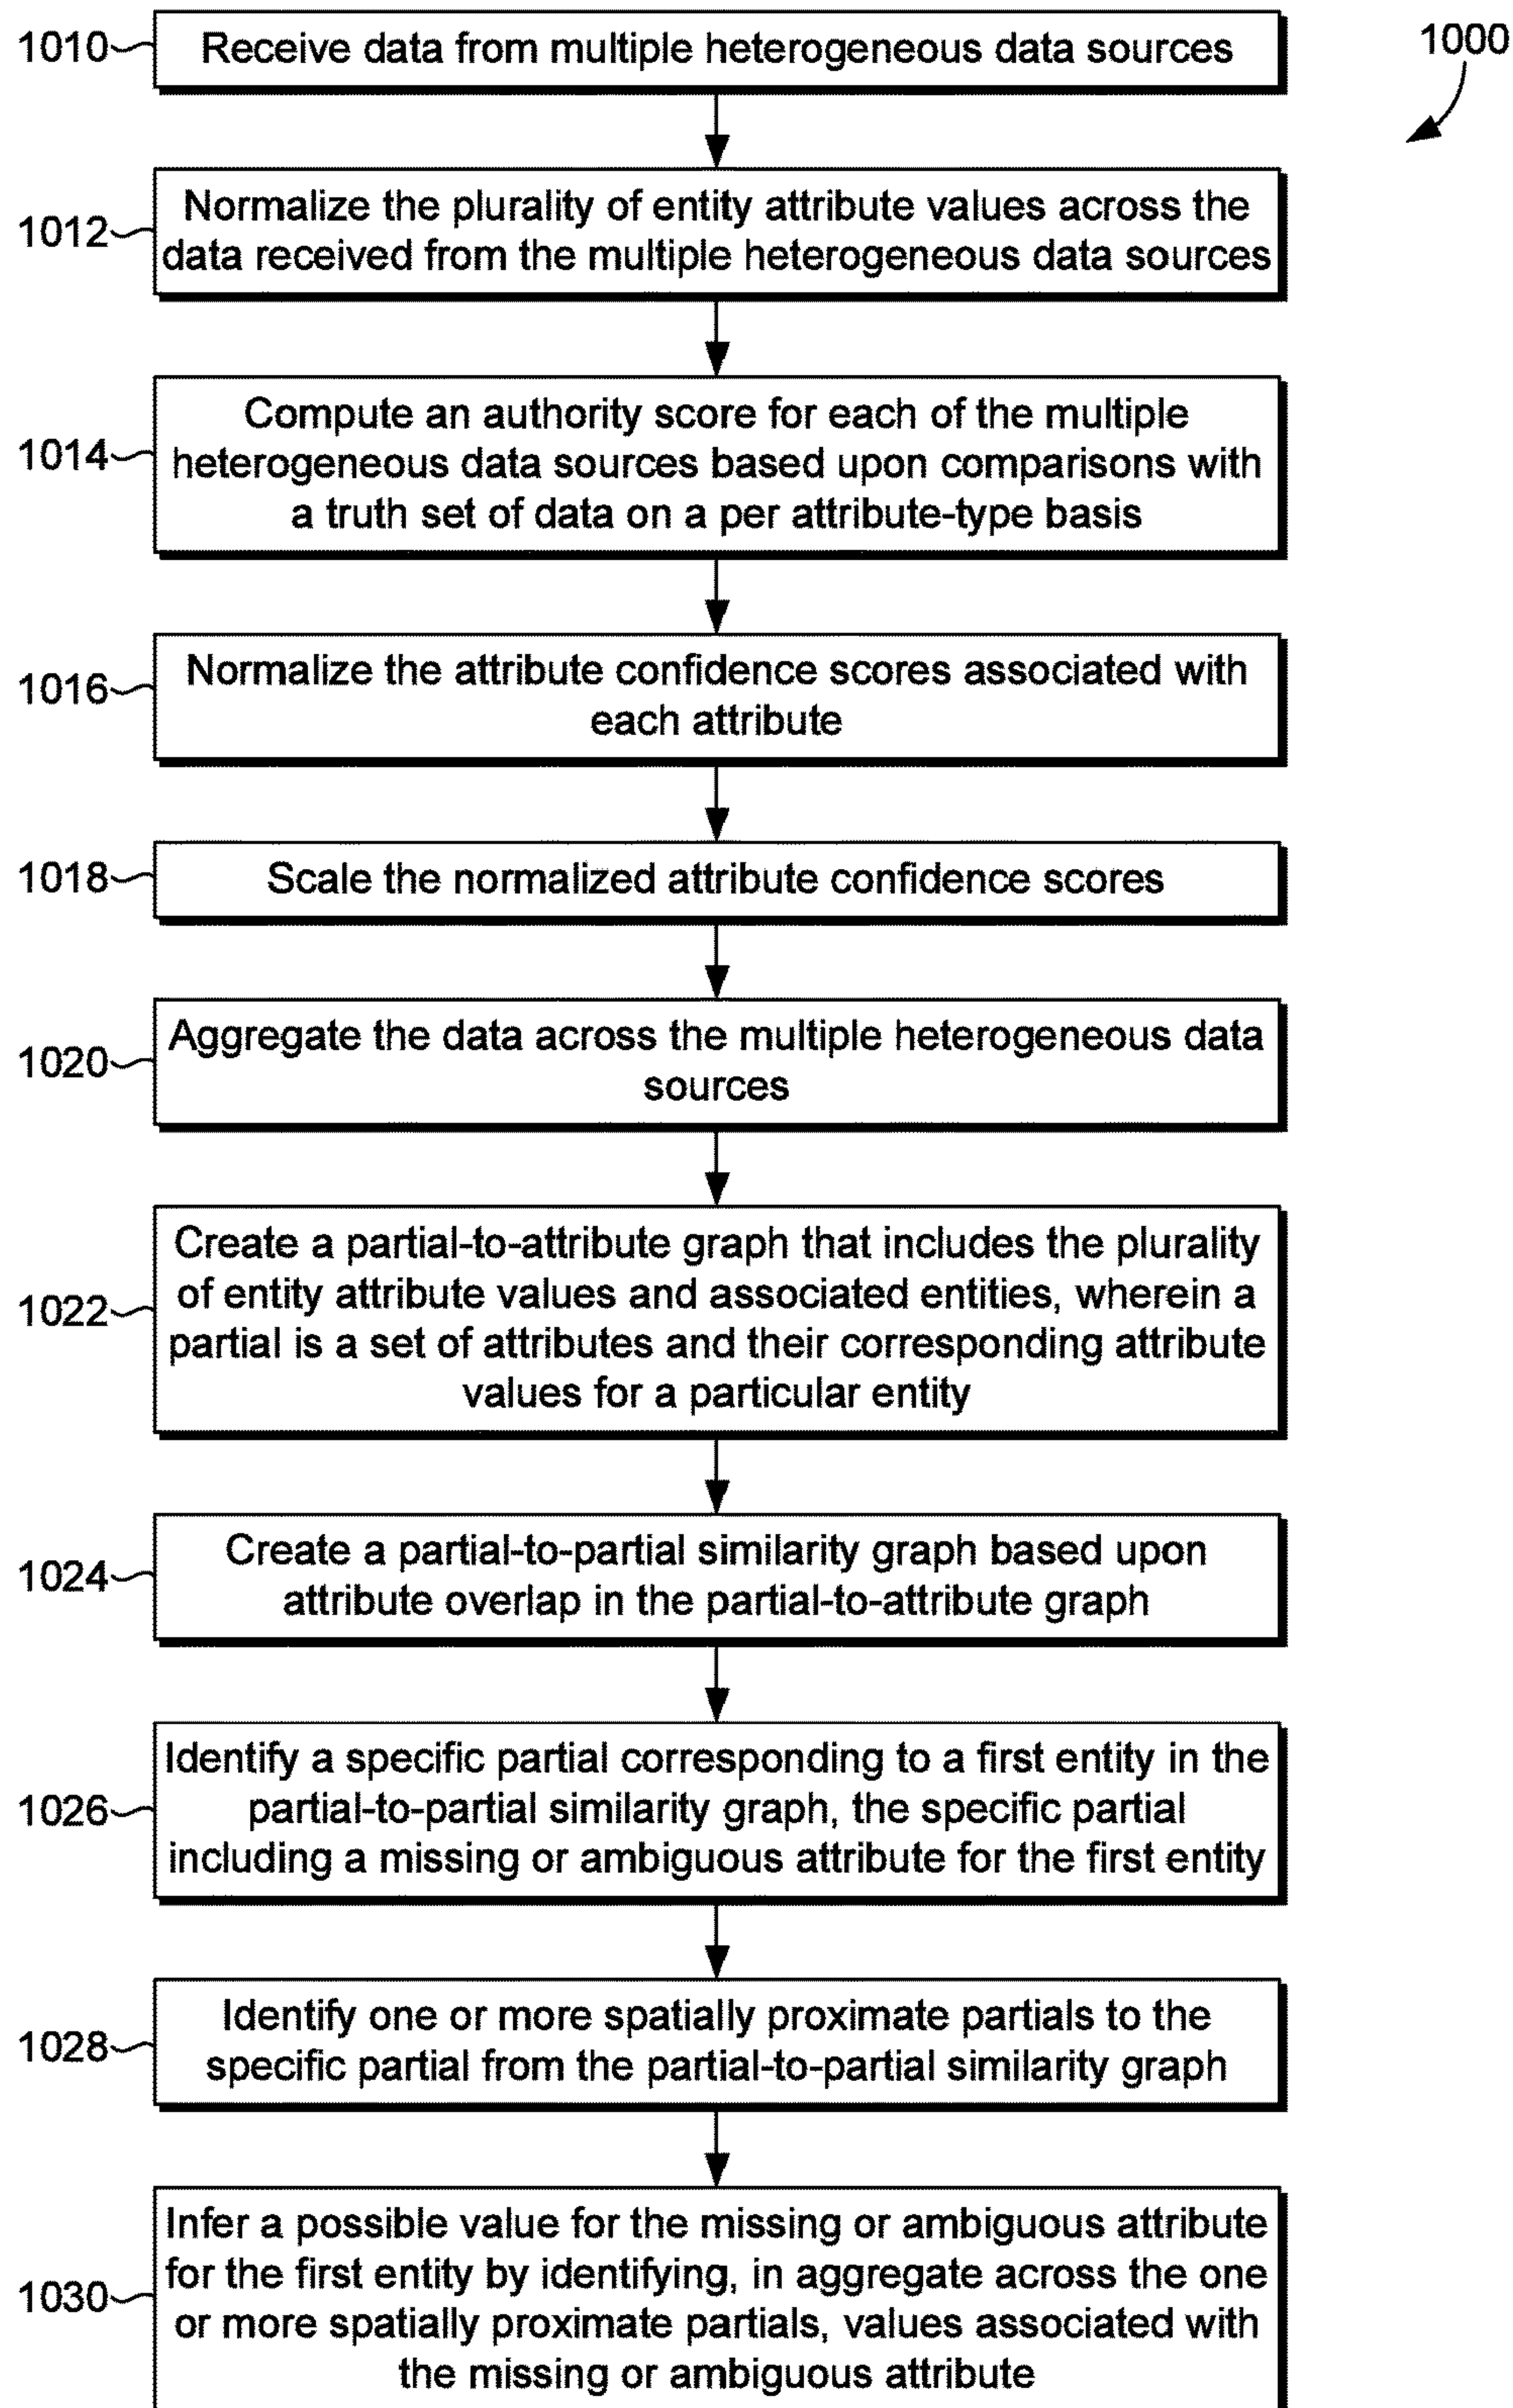 1000
1010
Receive data from multiple heterogeneous data sources
1012
Normalize the plurality of entity attribute values across the
data received from the multiple heterogeneous data sources
1014
Compute an authority score for each of the multiple
heterogeneous data sources based upon comparisons with
a truth set of data on a per attribute-type basis
1016
Normalize the attribute confidence scores associated with
each attribute
1018
Scale the normalized attribute confidence scores
1020
Aggregate the data across the multiple heterogeneous data
sources
1022
Create a partial-to-attribute graph that includes the plurality
of entity attribute values and associated entities, wherein a
partial is a set of attributes and their corresponding attribute
values for a particular entity
1024
Create a partial-to-partial similarity graph based upon
attribute overlap in the partial-to-attribute graph
1026
Identify a specific partial corresponding to a first entity in the
partial-to-partial similarity graph, the specific partial
including a missing or ambiguous attribute for the first entity
1028
Identify one or more spatially proximate partials to the
specific partial from the partial-to-partial similarity graph
1030
Infer a possible value for the missing or ambiguous attribute
for the first entity by identifying, in aggregate across the one
or more spatially proximate partials, values associated with
the missing or ambiguous attribute